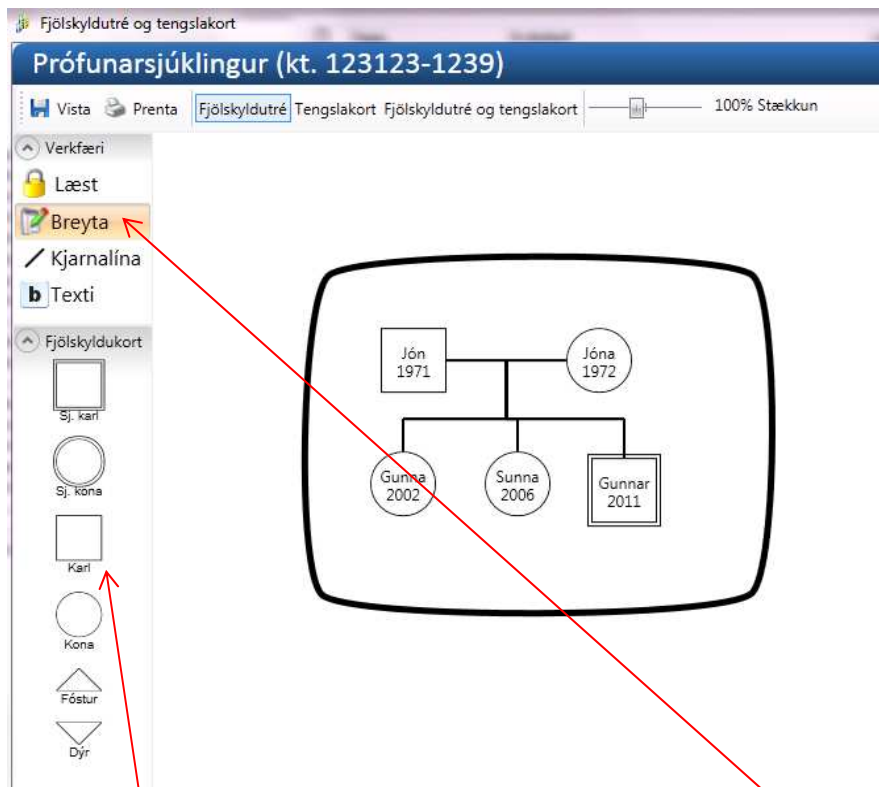 Fjölskyldutré og tengslakort
Prófunarsjúklingur (kt. 123123-1239)
Vista Prenta Fjölskyldutré Tengslakort Fjölskyldutré og tengslakort 100% Stækkun
Verkfæri
Læst
Breyta
Kjarnalína
b Texti
Fjölskyldukort
Sj. karl
Sj. kona
Karl
Kona
Fóstur
Dýr
Jón
1971
Jóna
1972
Gunna
2002
Sunna
2006
Gunnar
2011